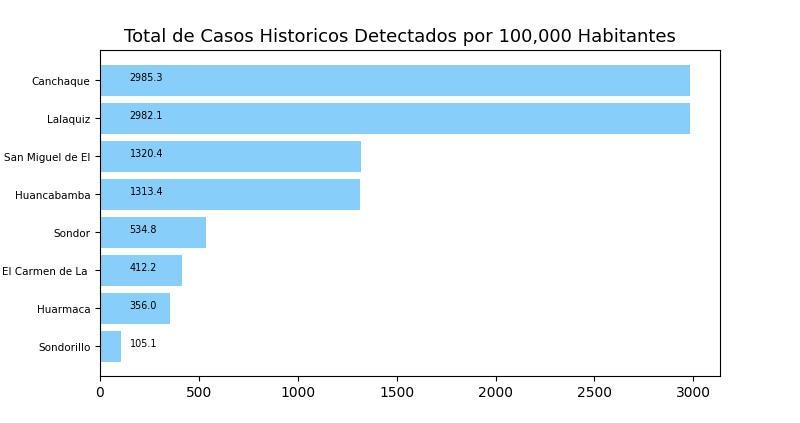 Total de Casos Historicos Detectados por 100,000 Habitantes
Canchaque 2985.3
Lalaquiz 2982.1
San Miguel de El 1320.4
Huancabamba 1313.4
Sondor 534.8
El Carmen de La 412.2
Huarmaca 356.0
Sondorillo 105.1
0 500 1000 1500 2000 2500 3000